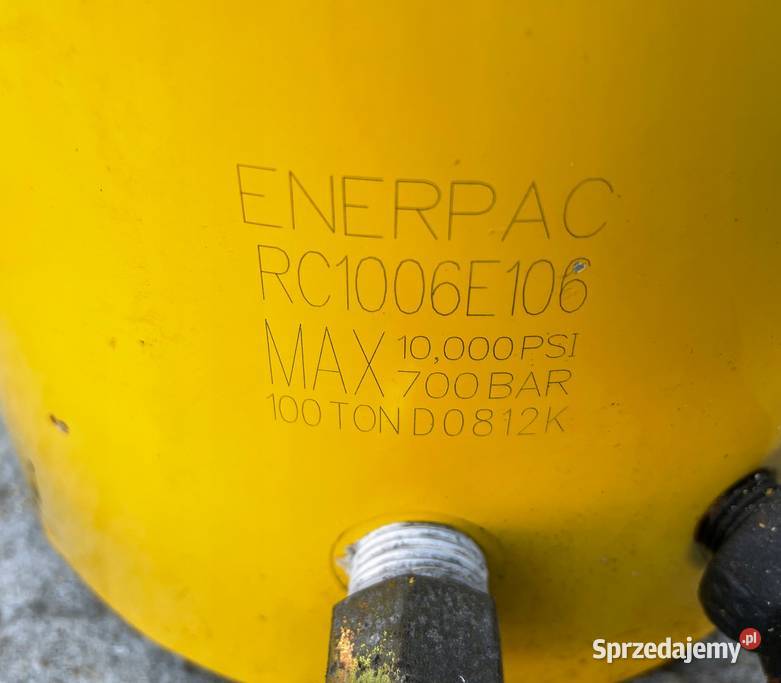 ENERPAC
RC1006E106
MAX 10,000 PSI
700 BAR
100 TON D0812K
Sprzedajemy.pl